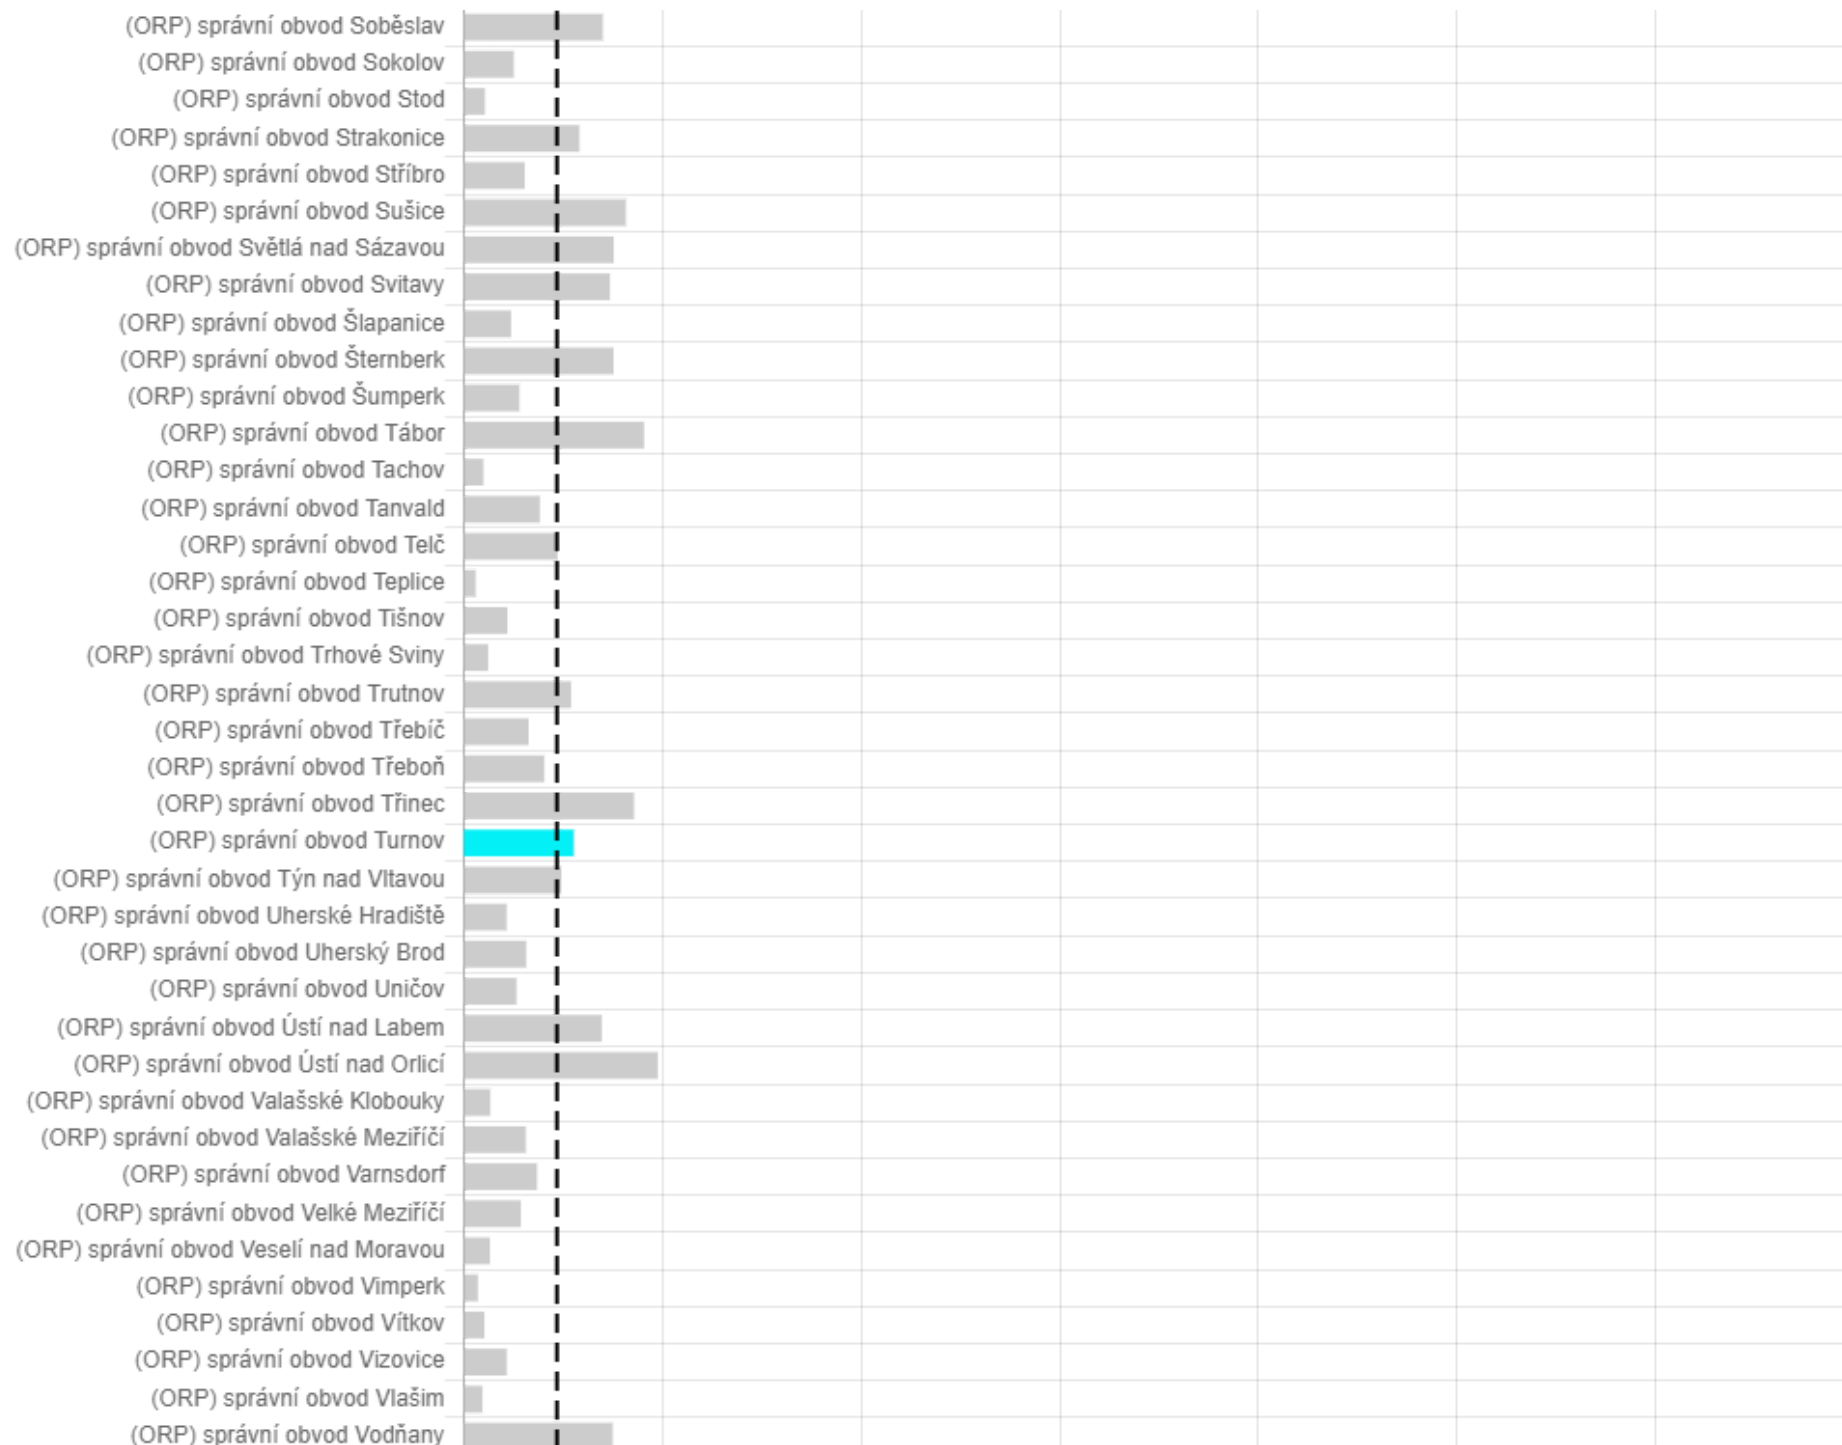 (ORP) správní obvod Soběslav
(ORP) správní obvod Sokolov
(ORP) správní obvod Stod
(ORP) správní obvod Strakonice
(ORP) správní obvod Stříbro
(ORP) správní obvod Sušice
(ORP) správní obvod Světlá nad Sázavou
(ORP) správní obvod Svitavy
(ORP) správní obvod Šlapanice
(ORP) správní obvod Šternberk
(ORP) správní obvod Šumperk
(ORP) správní obvod Tábor
(ORP) správní obvod Tachov
(ORP) správní obvod Tanvald
(ORP) správní obvod Telč
(ORP) správní obvod Teplice
(ORP) správní obvod Tišnov
(ORP) správní obvod Trhové Sviny
(ORP) správní obvod Trutnov
(ORP) správní obvod Třebíč
(ORP) správní obvod Třeboň
(ORP) správní obvod Třinec
(ORP) správní obvod Turnov
(ORP) správní obvod Týn nad Vltavou
(ORP) správní obvod Uherské Hradiště
(ORP) správní obvod Uherský Brod
(ORP) správní obvod Uničov
(ORP) správní obvod Ústí nad Labem
(ORP) správní obvod Ústí nad Orlicí
(ORP) správní obvod Valašské Klobouky
(ORP) správní obvod Valašské Meziříčí
(ORP) správní obvod Varnsdorf
(ORP) správní obvod Velké Meziříčí
(ORP) správní obvod Veselí nad Moravou
(ORP) správní obvod Vimperk
(ORP) správní obvod Vítkov
(ORP) správní obvod Vizovice
(ORP) správní obvod Vlašim
(ORP) správní obvod Vodňany